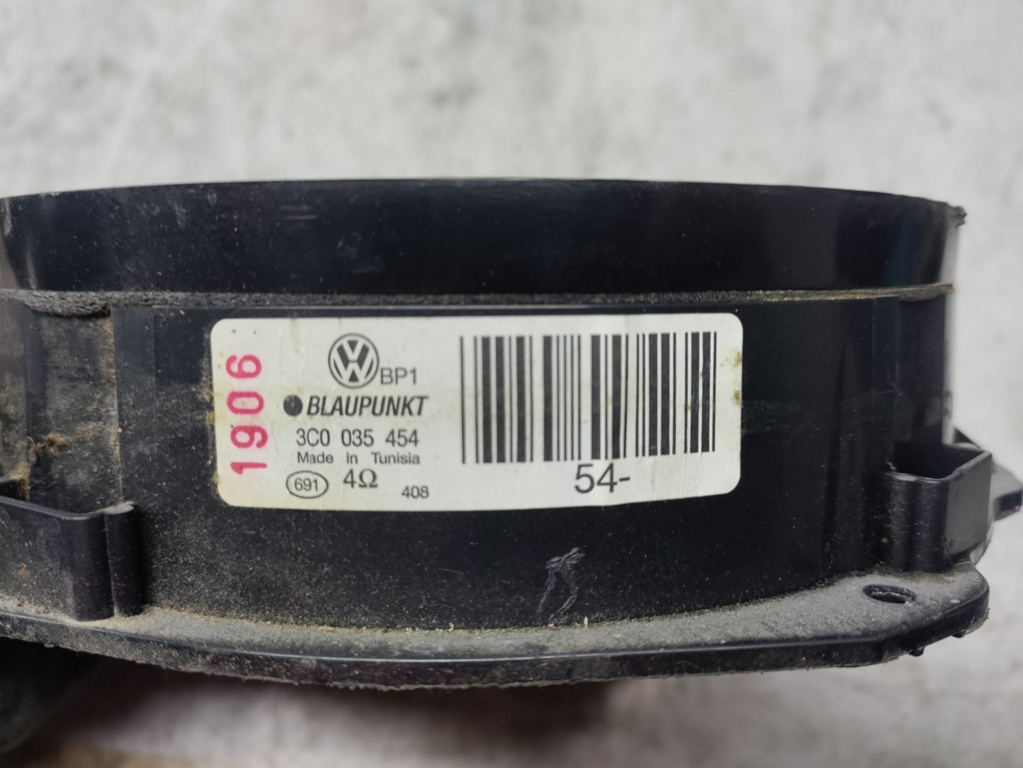 1906
BP1
BLAUPUNKT
3C0 035 454
Made in Tunisia
691 4Ω 408
54-